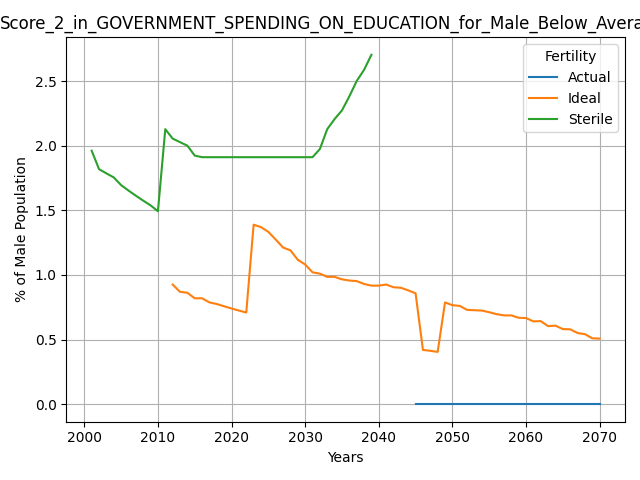 Score_2_in_GOVERNMENT_SPENDING_ON_EDUCATION_for_Male_Below_Avera
Fertility
Actual
Ideal
Sterile
% of Male Population
2.5
2.0
1.5
1.0
0.5
0.0
2000 2010 2020 2030 2040 2050 2060 2070
Years